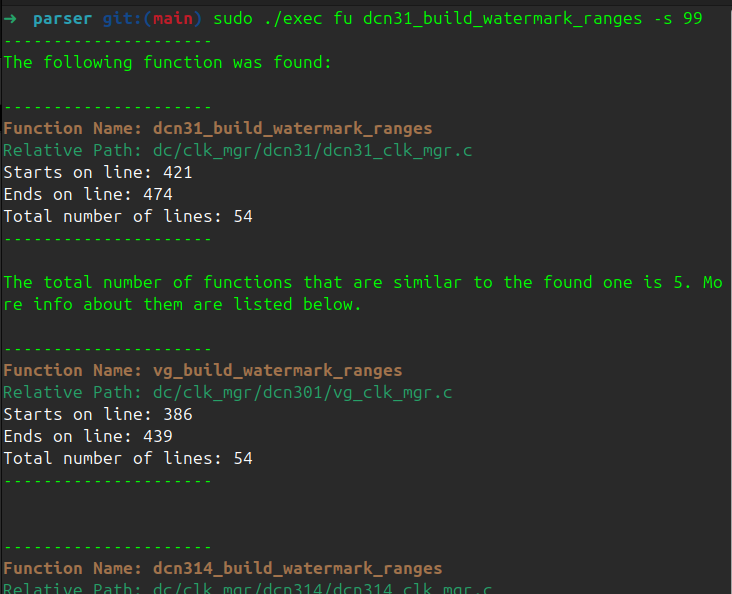 → parser git:(main) sudo ./exec fu dcn31_build_watermark_ranges -s 99
---------------------
The following function was found:
---------------------
Function Name: dcn31_build_watermark_ranges
Relative Path: dc/clk_mgr/dcn31/dcn31_clk_mgr.c
Starts on line: 421
Ends on line: 474
Total number of lines: 54
---------------------
The total number of functions that are similar to the found one is 5. Mo
re info about them are listed below.
---------------------
Function Name: vg_build_watermark_ranges
Relative Path: dc/clk_mgr/dcn301/vg_clk_mgr.c
Starts on line: 386
Ends on line: 439
Total number of lines: 54
---------------------
---------------------
Function Name: dcn314_build_watermark_ranges
Relative Path: dc/clk_mgr/dcn314/dcn314_clk_mgr.c